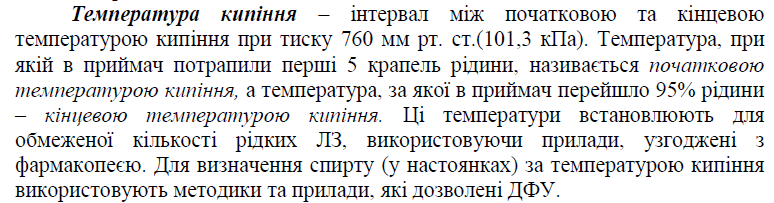 Температура кипіння – інтервал між початковою та кінцевою
температурою кипіння при тиску 760 мм рт. ст.(101,3 кПа). Температура, при
якій в приймач потрапили перші 5 крапель рідини, називається початковою
температурою кипіння, а температура, за якої в приймач перейшло 95% рідини
– кінцевою температурою кипіння. Ці температури встановлюють для
обмеженої кількості рідких ЛЗ, використовуючи прилади, узгоджені з
фармакопеєю. Для визначення спирту (у настоянках) за температурою кипіння
використовують методики та прилади, які дозволені ДФУ.